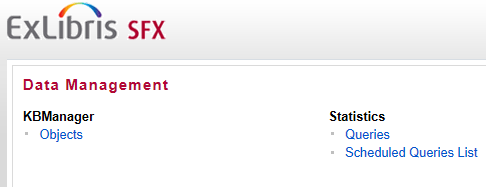 ExLibris SFX
Data Management
KBManager
Objects
Statistics
Queries
Scheduled Queries List